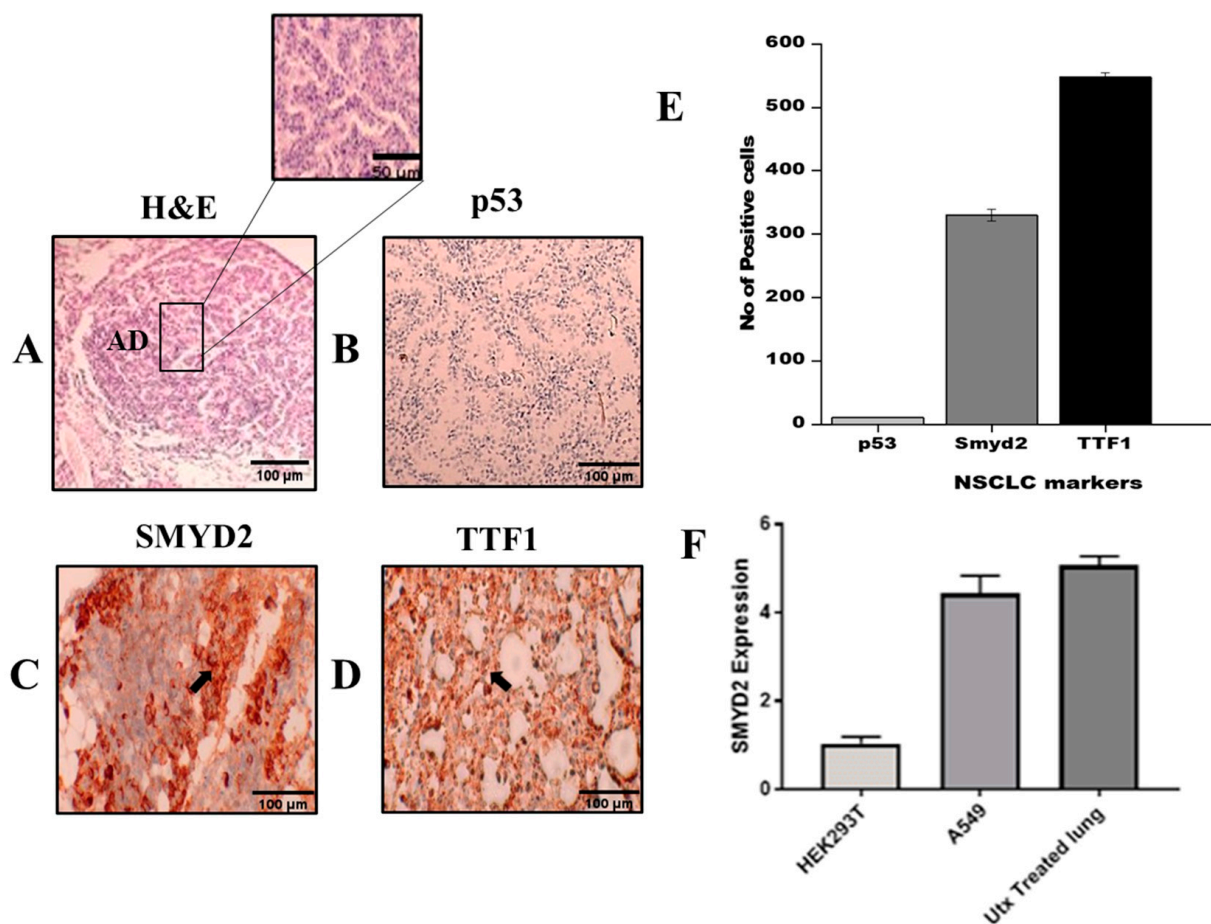 50 µm
H&E
p53
A
AD
100 µm
B
100 µm
SMYD2
TTF1
C
100 µm
D
100 µm
E
No of Positive cells
600
500
400
300
200
100
0
p53 Smyd2 TTF1
NSCLC markers
F
SMYD2 Expression
6
4
2
0
HEK293T
A549
Utx Treated lung